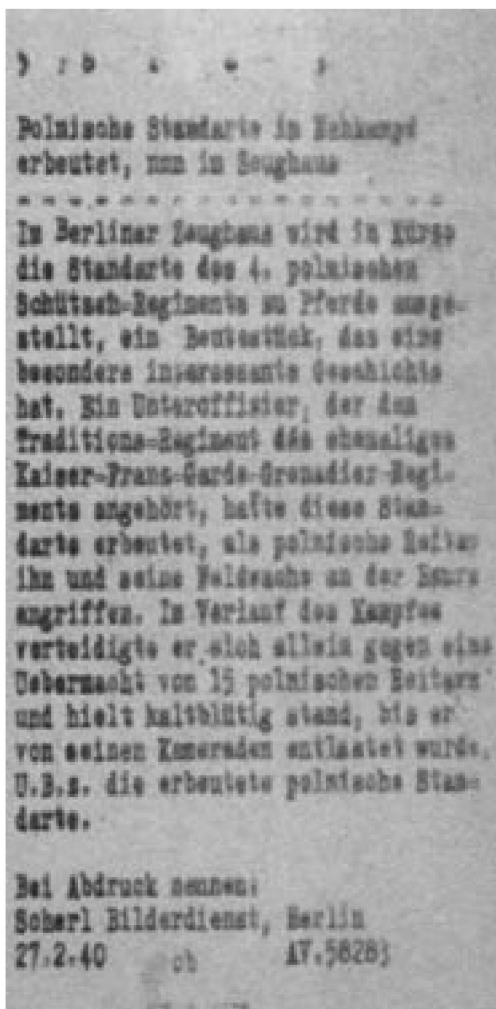 Polnische Standarte in Nahkampf
erbeutet, nun in Zeughaus
Im Berliner Zeughaus wird in Kürze
die Standarte des 4. polnischen
Schützen-Regiments zu Pferde ausge-
stellt, ein Beutestück, das eine
besonders interessante Geschichte
hat. Ein Unteroffizier, der dem
Traditions-Regiment des ehemaligen
Kaiser-Franz-Garde-Grenadier-Regi-
ments angehört, hatte diese Stan-
darte erbeutet, als polnische Reiter
ihn und seine Feldwache an der Bzura
angriffen. Im Verlauf des Kampfes
verteidigte er sich allein gegen eine
Uebermacht von 15 polnischen Reitern
und hielt kaltblütig stand, bis er
von seinen Kameraden entlastet wurde.
U.B.z. die erbeutete polnische Stan-
darte.
Bei Abdruck nennen:
Scherl Bilderdienst, Berlin
27.2.40 ob AV.58283